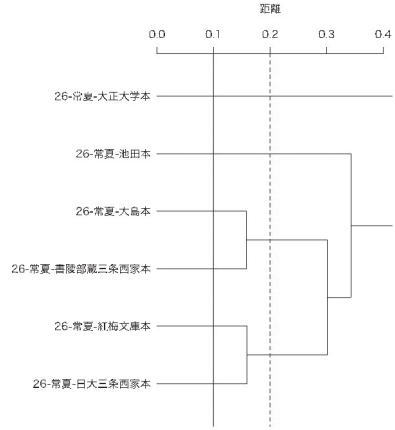 距離
0.0 0.1 0.2 0.3 0.4
26-常夏-大正大学本
26-常夏-池田本
26-常夏-大島本
26-常夏-書陵部蔵三条西家本
26-常夏-紅梅文庫本
26-常夏-日大三条西家本